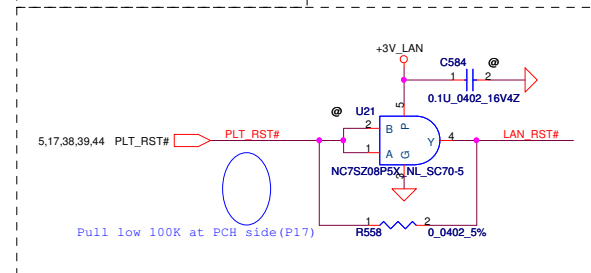 +3V_LAN
C584
@
1
2
0.1U_0402_16V4Z
@
U21
5
2
B
P
5,17,38,39,44
PLT_RST#
PLT_RST#
Y
4
LAN_RST#
1
A
G
NC7SZ08P5X_NL_SC70-5
3
1
2
R558
0_0402_5%
Pull low 100K at PCH side(P17)